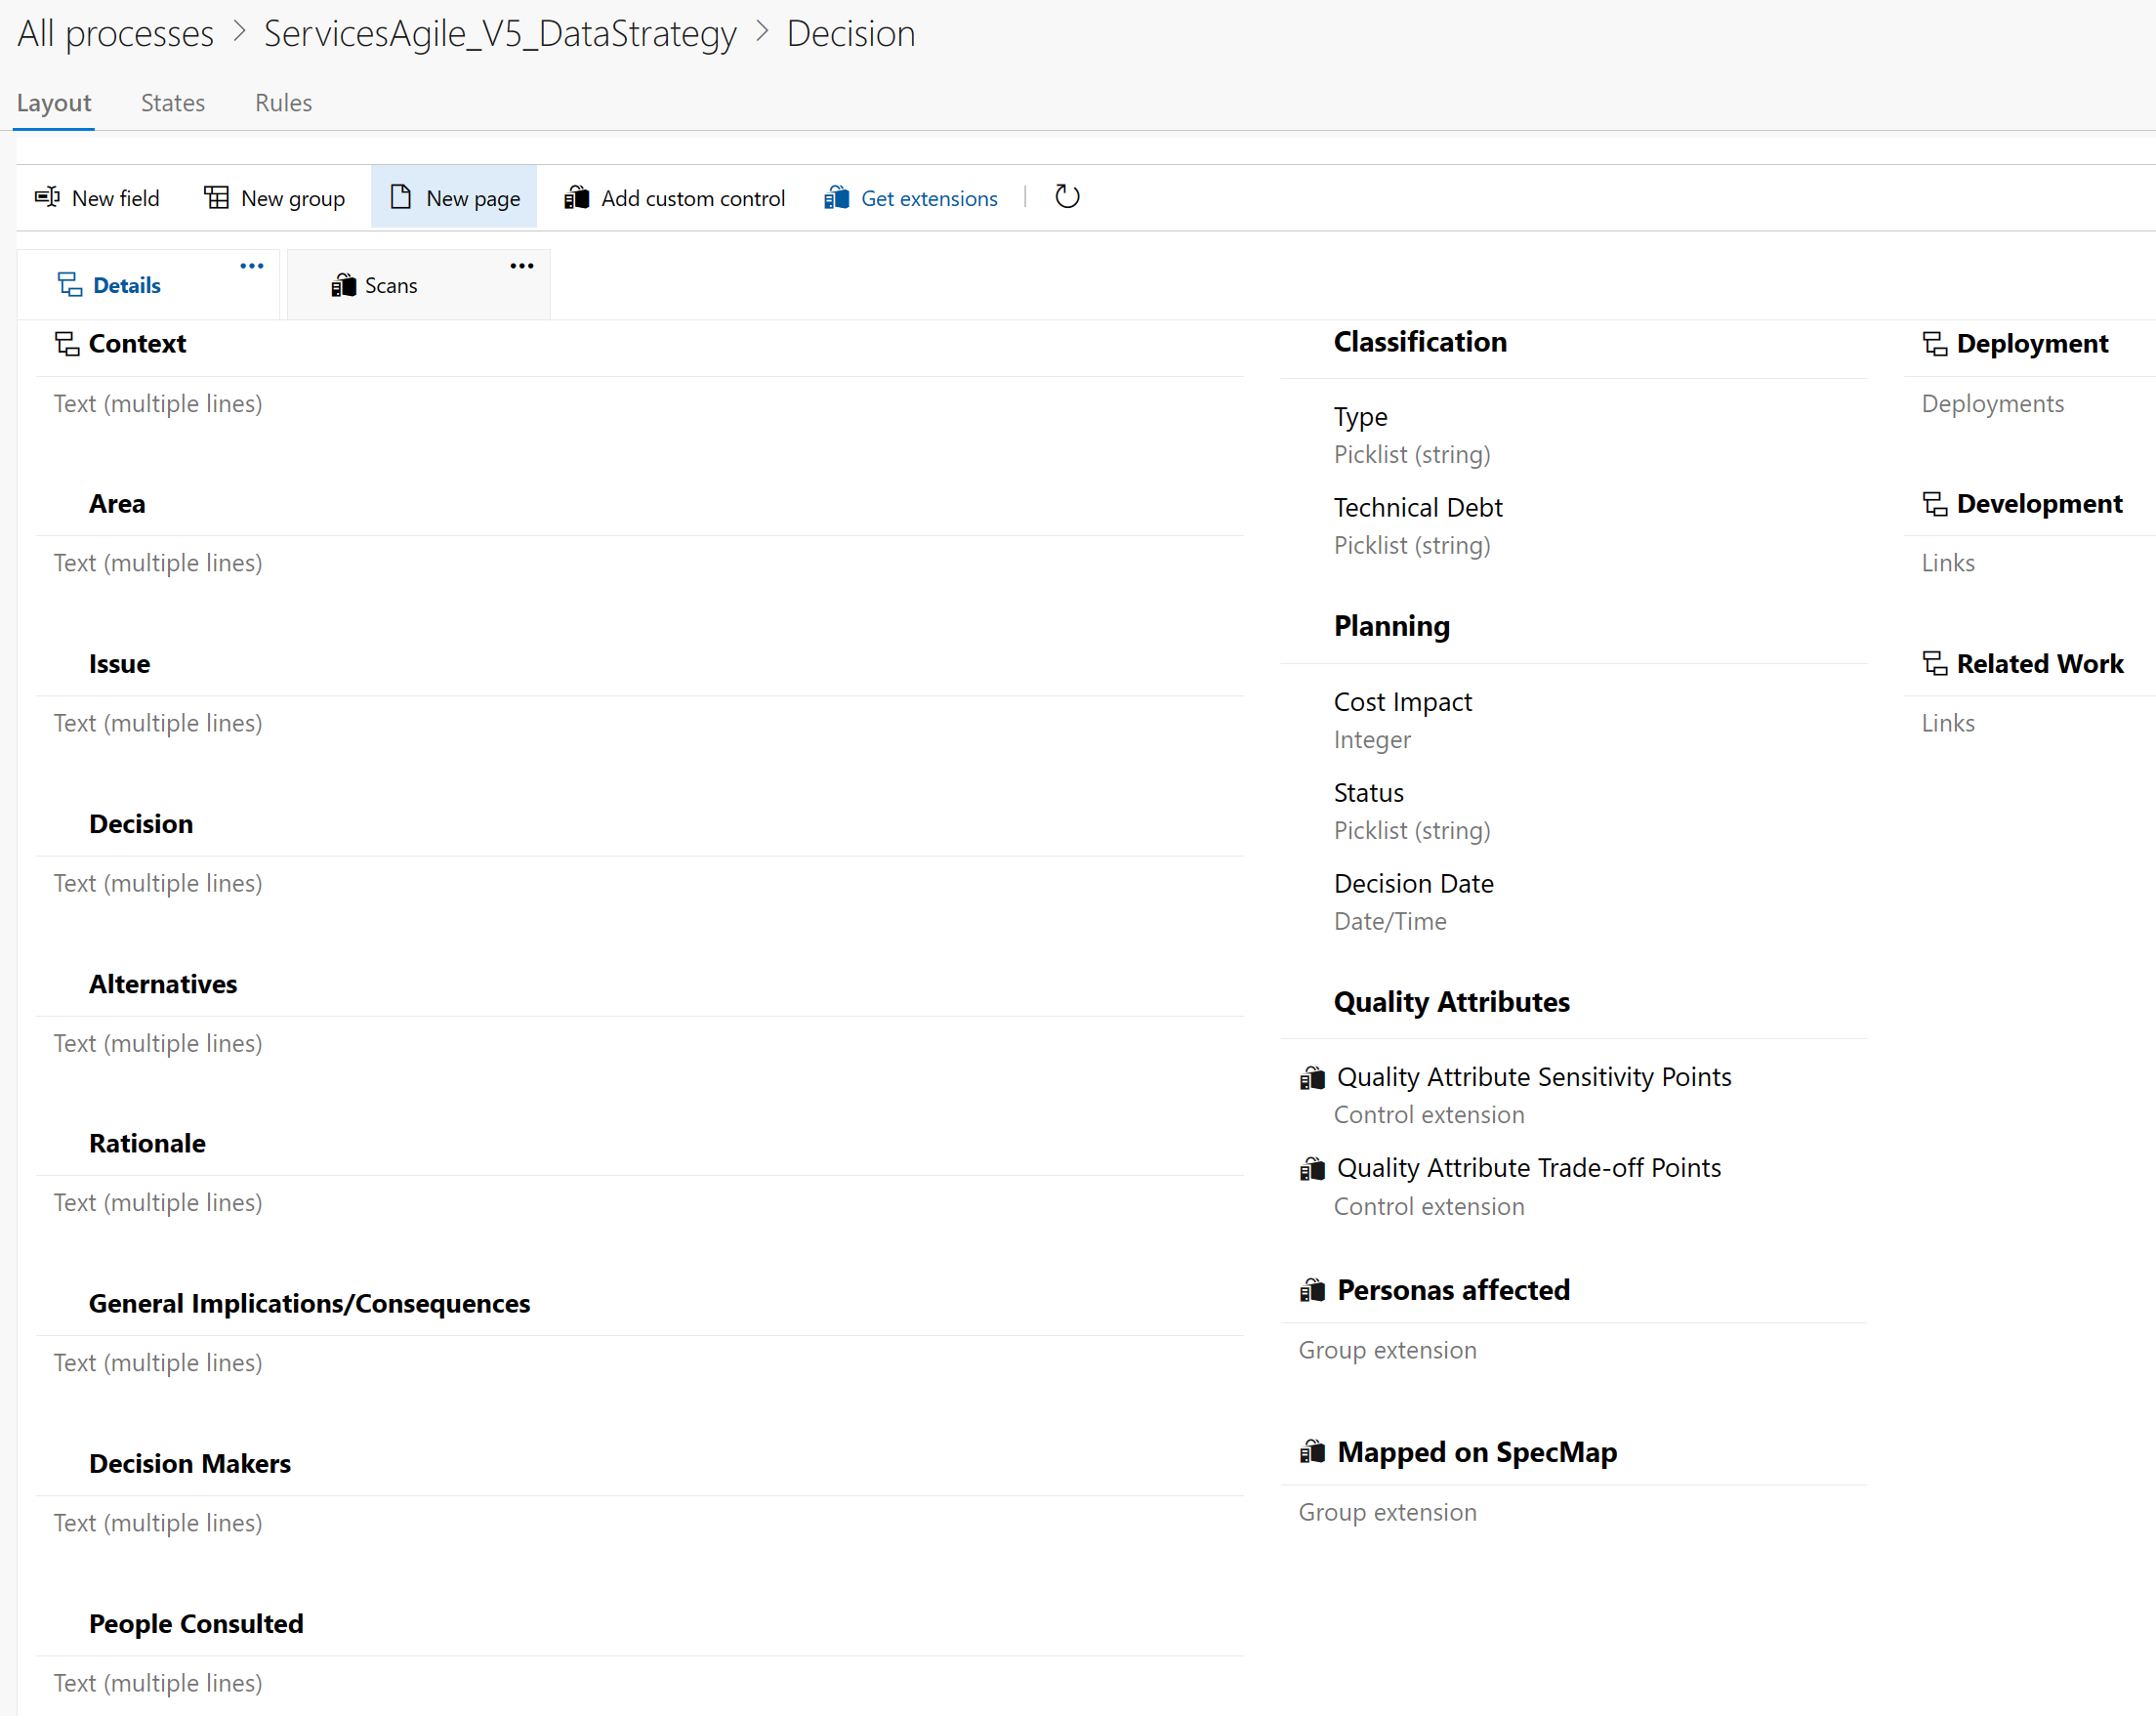 All processes > ServicesAgile_V5_DataStrategy > Decision
Layout States Rules
New field New group New page Add custom control Get extensions
Details ... Scans ...
Context
Text (multiple lines)
Area
Text (multiple lines)
Issue
Text (multiple lines)
Decision
Text (multiple lines)
Alternatives
Text (multiple lines)
Rationale
Text (multiple lines)
General Implications/Consequences
Text (multiple lines)
Decision Makers
Text (multiple lines)
People Consulted
Text (multiple lines)
Classification
Type
Picklist (string)
Technical Debt
Picklist (string)
Planning
Cost Impact
Integer
Status
Picklist (string)
Decision Date
Date/Time
Quality Attributes
Quality Attribute Sensitivity Points
Control extension
Quality Attribute Trade-off Points
Control extension
Personas affected
Group extension
Mapped on SpecMap
Group extension
Deployment
Deployments
Development
Links
Related Work
Links